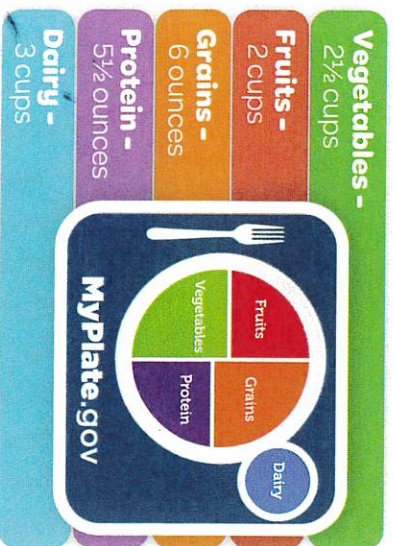 Vegetables -
2½ cups
Fruits -
2 cups
Grains -
6 ounces
Protein -
5½ ounces
Dairy -
3 cups
Fruits
Grains
Dairy
Vegetables
Protein
MyPlate.gov